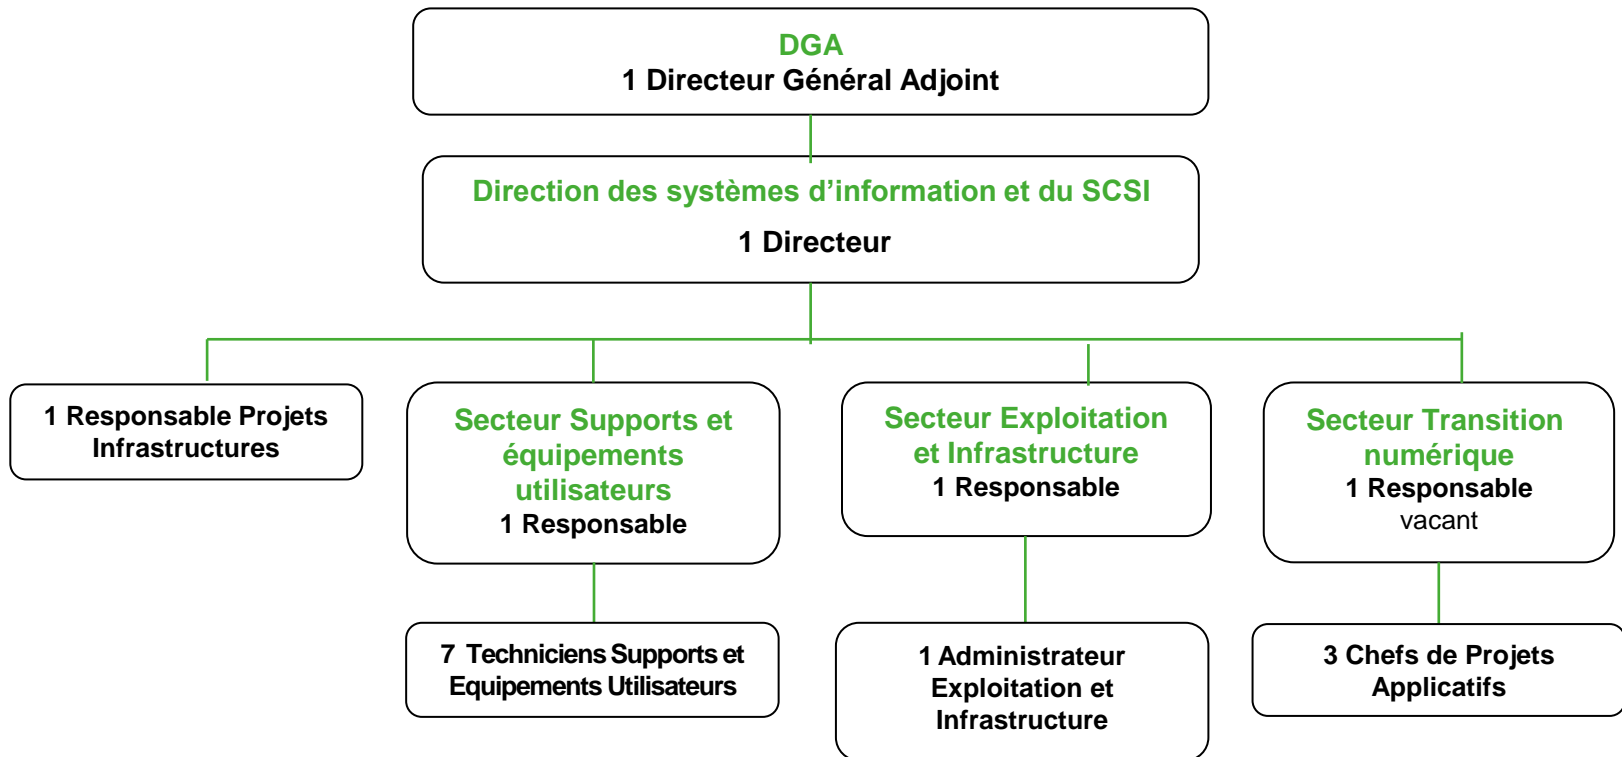 DGA
1 Directeur Général Adjoint
Direction des systèmes d’information et du SCSI
1 Directeur
1 Responsable Projets
Infrastructures
Secteur Supports et
équipements
utilisateurs
1 Responsable
Secteur Exploitation
et Infrastructure
1 Responsable
Secteur Transition
numérique
1 Responsable
vacant
7 Techniciens Supports et
Equipements Utilisateurs
1 Administrateur
Exploitation et
Infrastructure
3 Chefs de Projets
Applicatifs